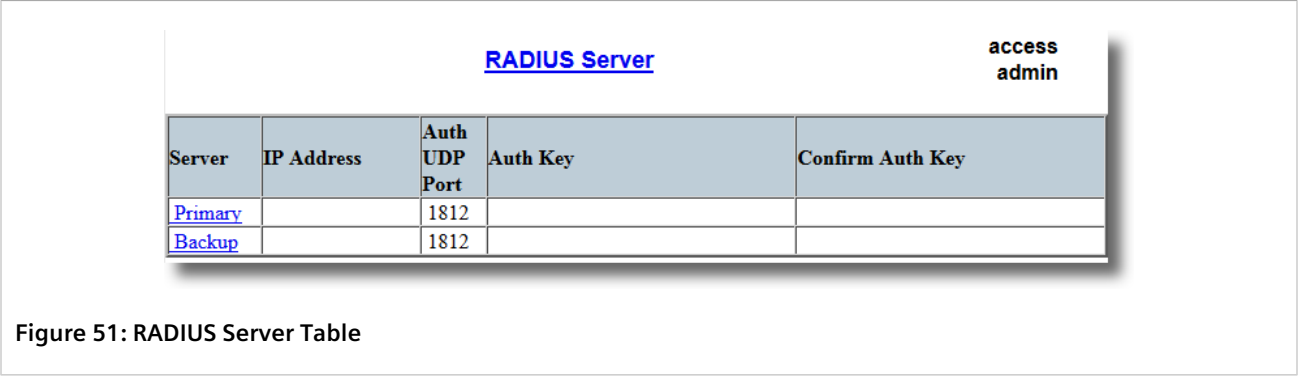 RADIUS Server
access
admin
Server IP Address Auth UDP Port Auth Key Confirm Auth Key
Primary 1812
Backup 1812
Figure 51: RADIUS Server Table